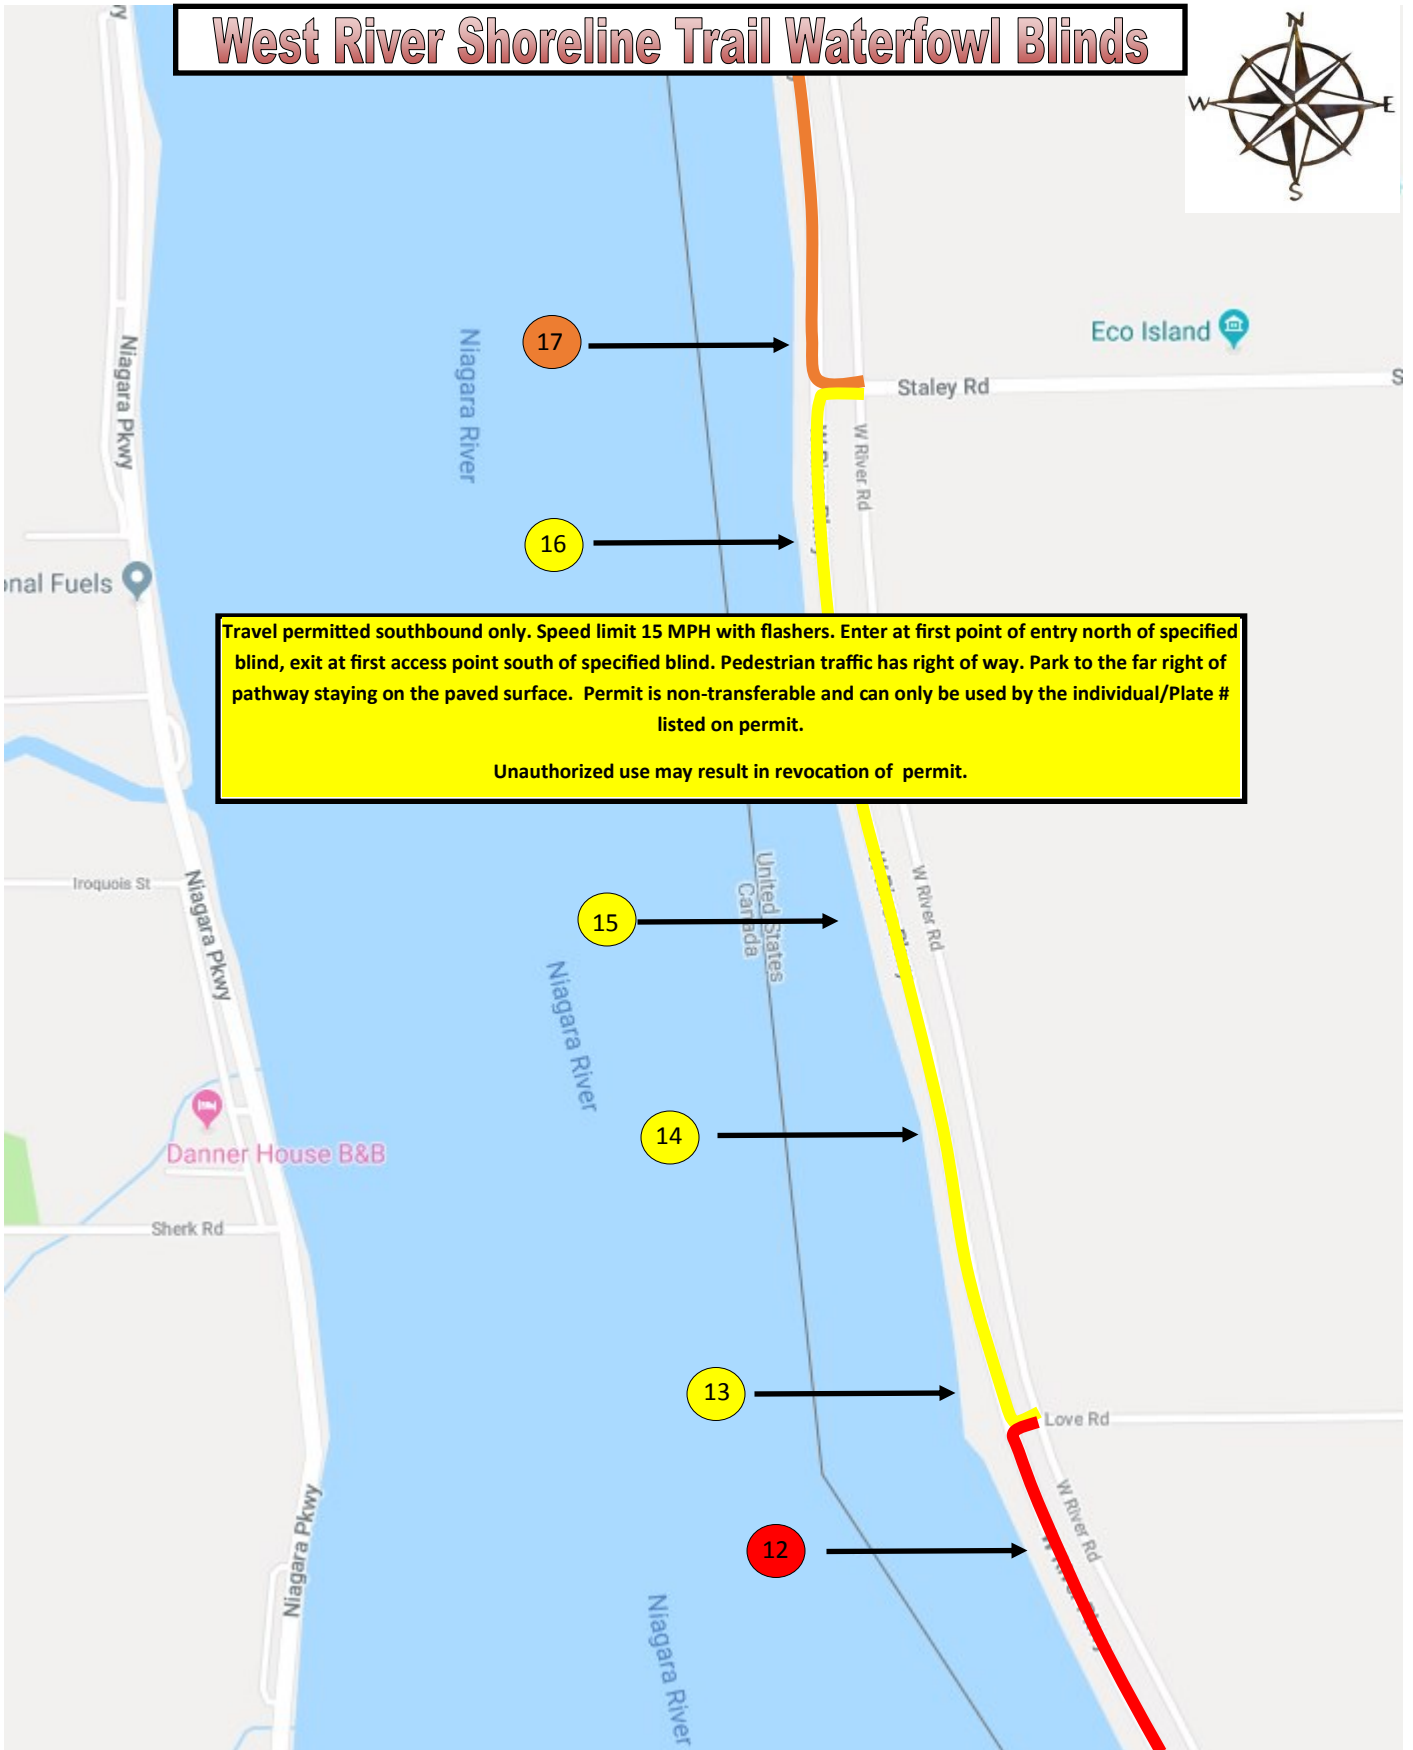 West River Shoreline Trail Waterfowl Blinds
N
W
E
S
Niagara Pkwy
Niagara River
17
Eco Island
Staley Rd
S
W River Rd
16
onal Fuels
Travel permitted southbound only. Speed limit 15 MPH with flashers. Enter at first point of entry north of specified
blind, exit at first access point south of specified blind. Pedestrian traffic has right of way. Park to the far right of
pathway staying on the paved surface.  Permit is non-transferable and can only be used by the individual/Plate #
listed on permit.
Unauthorized use may result in revocation of  permit.
Iroquois St
Niagara Pkwy
United States
Canada
W River Rd
15
Niagara River
14
Danner House B&B
Sherk Rd
13
Love Rd
W River Rd
Niagara Pkwy
12
W River Pkwy
Niagara River